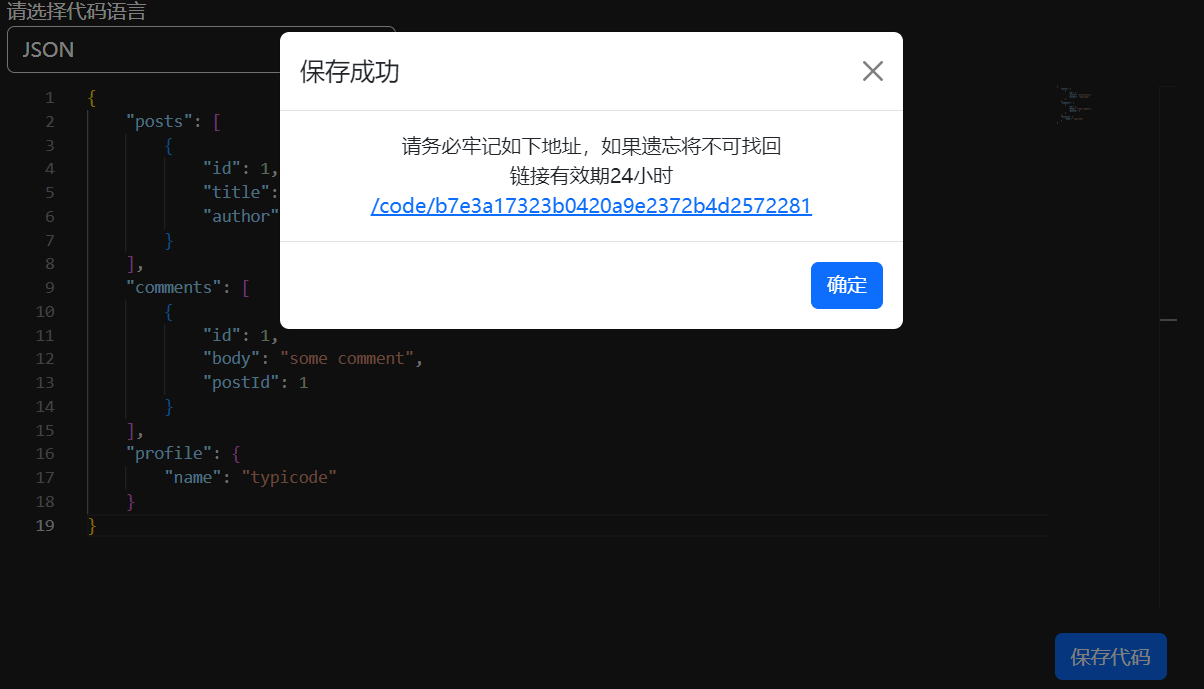 请选择代码语言
JSON
保存成功
请务必牢记如下地址，如果遗忘将不可找回
链接有效期24小时
/code/b7e3a17323b0420a9e2372b4d2572281
确定
1 {
2 "posts": [
3 {
4 "id": 1,
5 "title":
6 "author"
7 }
8 ],
9 "comments": [
10 {
11 "id": 1,
12 "body": "some comment",
13 "postId": 1
14 }
15 ],
16 "profile": {
17 "name": "typicode"
18 }
19 }
保存代码